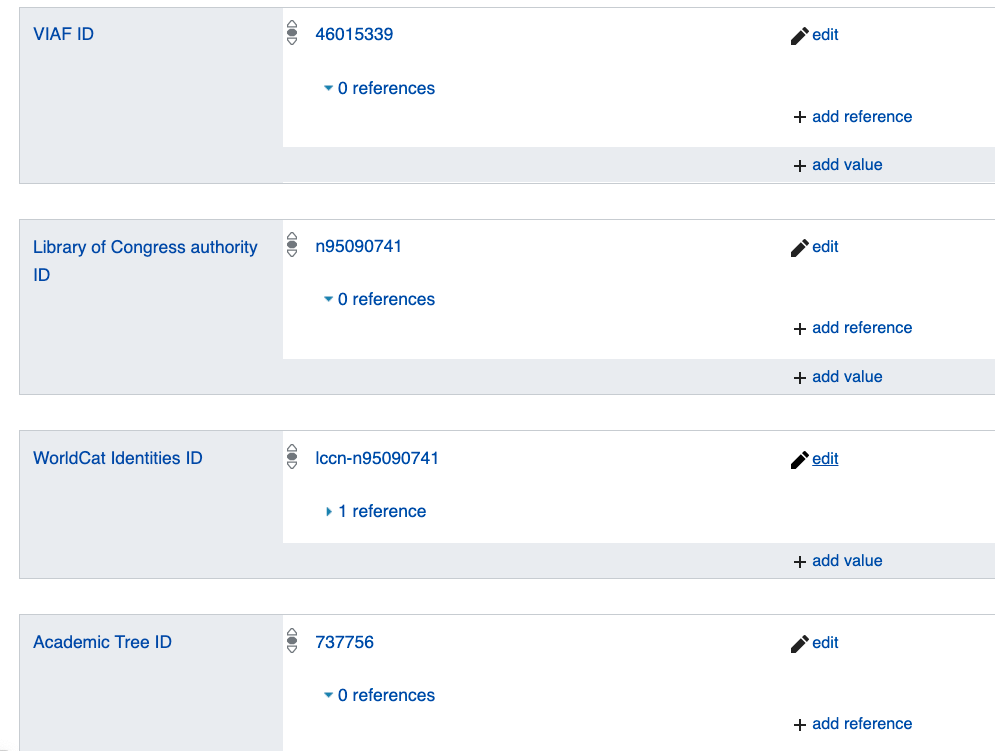 VIAF ID
46015339
edit
0 references
+ add reference
+ add value
Library of Congress authority
ID
n95090741
edit
0 references
+ add reference
+ add value
WorldCat Identities ID
lccn-n95090741
edit
1 reference
+ add value
Academic Tree ID
737756
edit
0 references
+ add reference